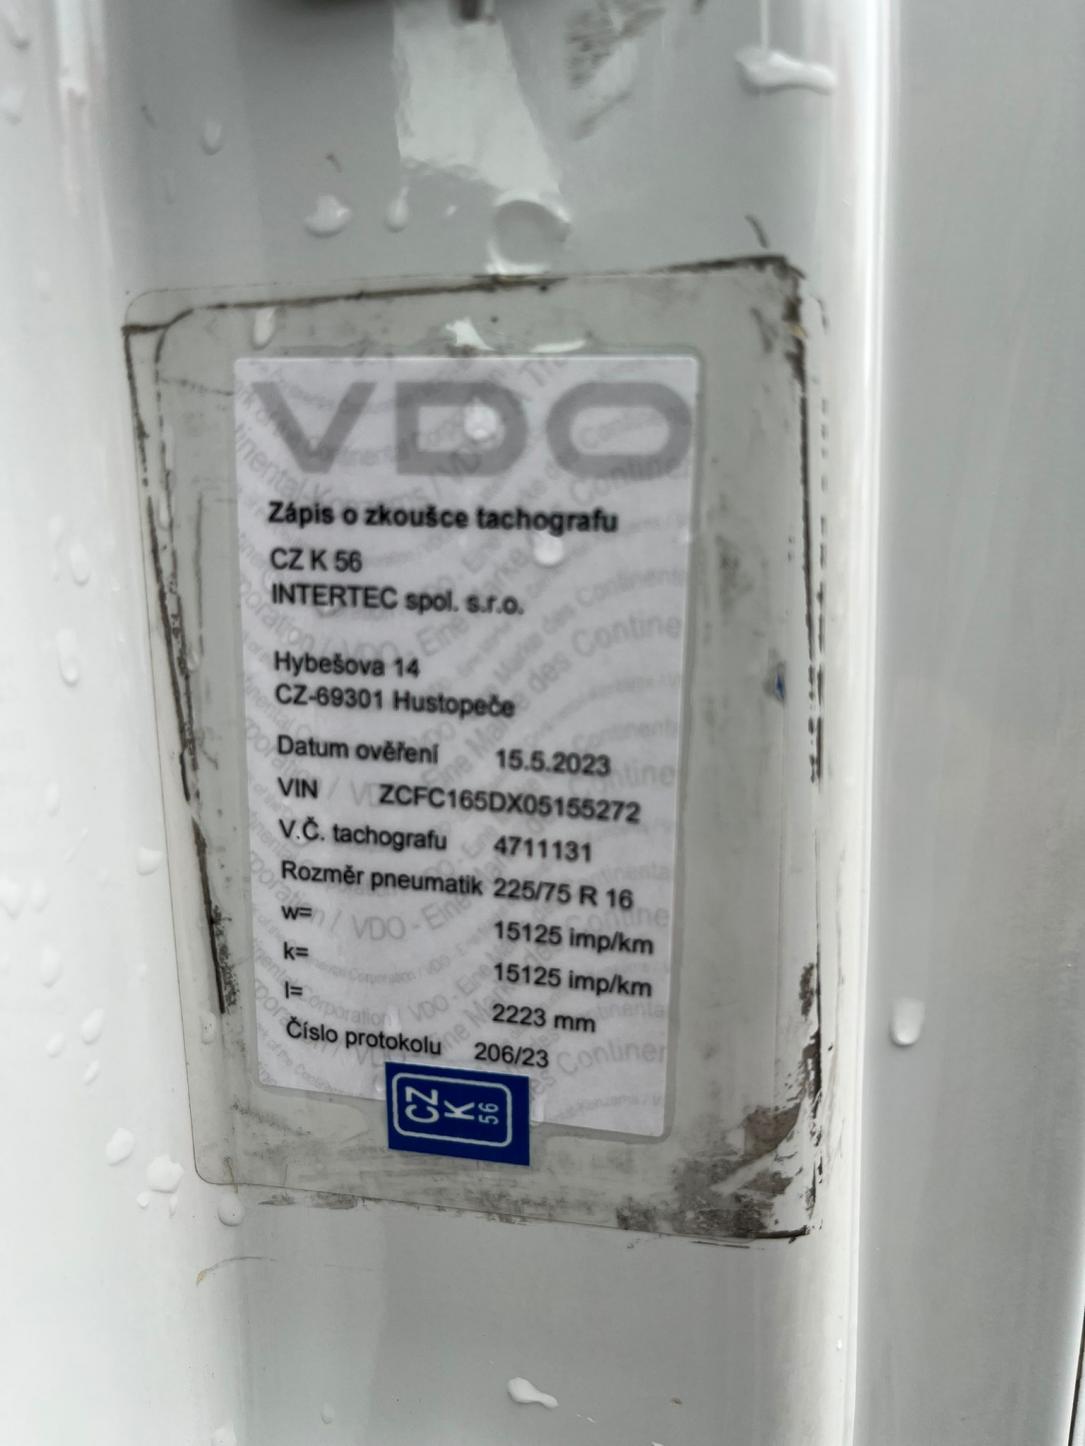 VDO
Zápis o zkoušce tachografu
CZ K 56
INTERTEC spol. s.r.o.
Hybešova 14
CZ-69301 Hustopeče
Datum ověření 15.5.2023
VIN ZCFC165DX05155272
V.Č. tachografu 4711131
Rozměr pneumatik 225/75 R 16
w= 15125 imp/km
k= 15125 imp/km
l= 2223 mm
Číslo protokolu 206/23
CZ
K
56